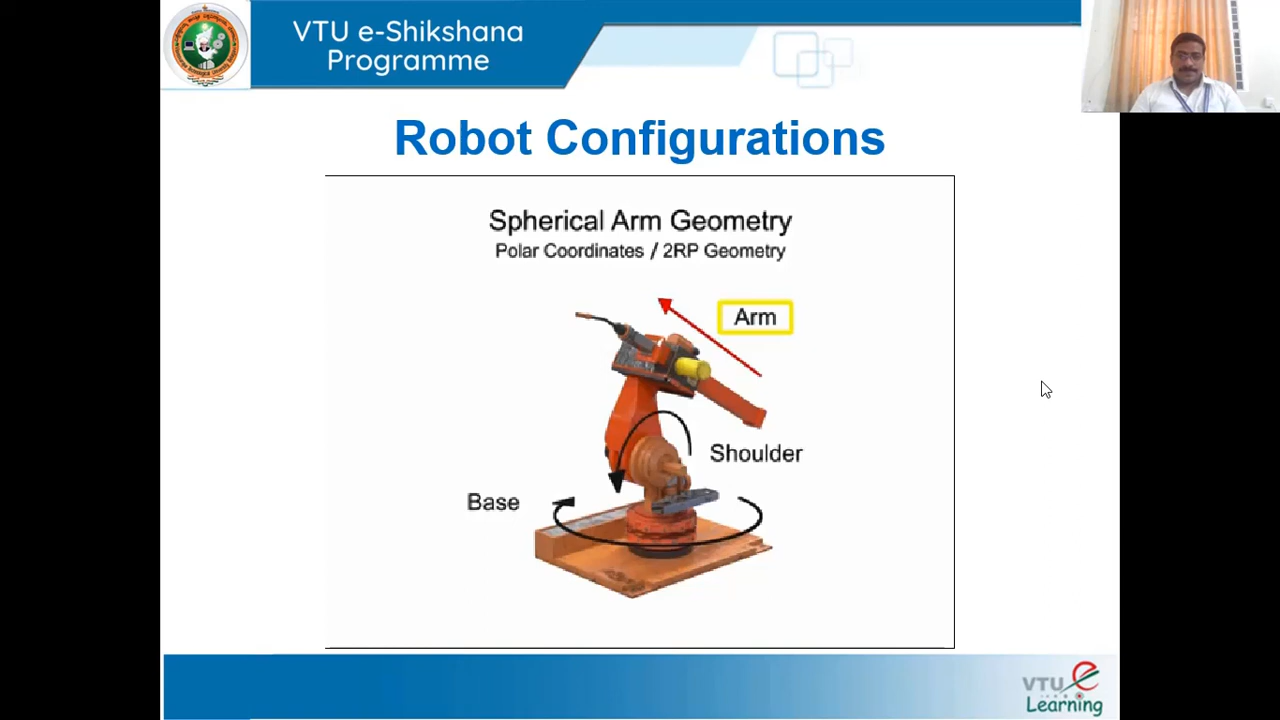 VTU e-Shikshana
Programme
Robot Configurations
Spherical Arm Geometry
Polar Coordinates / 2RP Geometry
Arm
Shoulder
Base
VTU e
Learning